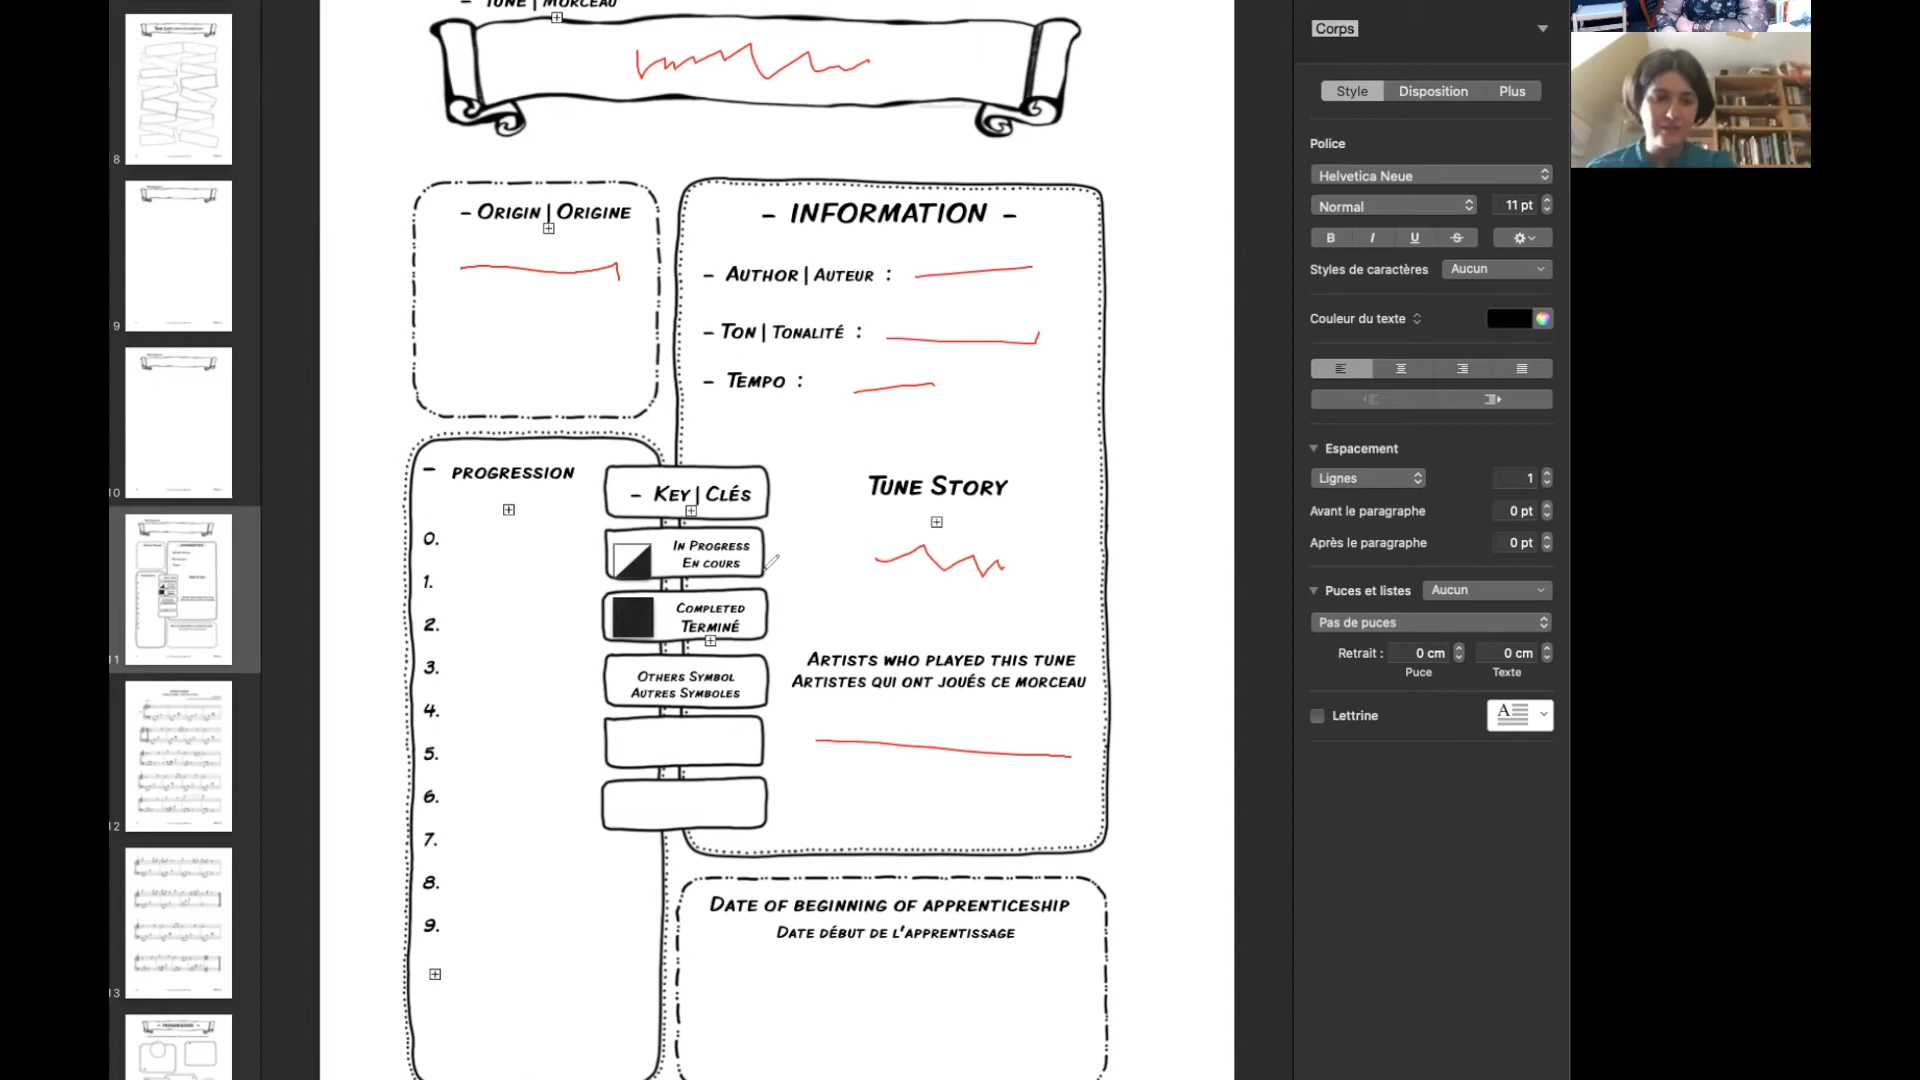 - Tune | Morceau
- Origin | Origine
- INFORMATION -
- Author | Auteur :
- Ton | Tonalité :
- Tempo :
- PROGRESSION
0.
1.
2.
3.
4.
5.
6.
7.
8.
9.
- Key | Clés
In Progress
En cours
Completed
Terminé
Others Symbol
Autres Symboles
Tune Story
Artists who played this tune
Artistes qui ont joués ce morceau
Date of beginning of apprenticeship
Date début de l'apprentissage
8
9
10
11
12
13
Corps
Style
Disposition
Plus
Police
Helvetica Neue
Normal
11 pt
B I U S
Styles de caractères
Aucun
Couleur du texte
Espacement
Lignes
1
Avant le paragraphe
0 pt
Après le paragraphe
0 pt
Puces et listes
Aucun
Pas de puces
Retrait :
0 cm
0 cm
Puce
Texte
Lettrine
A